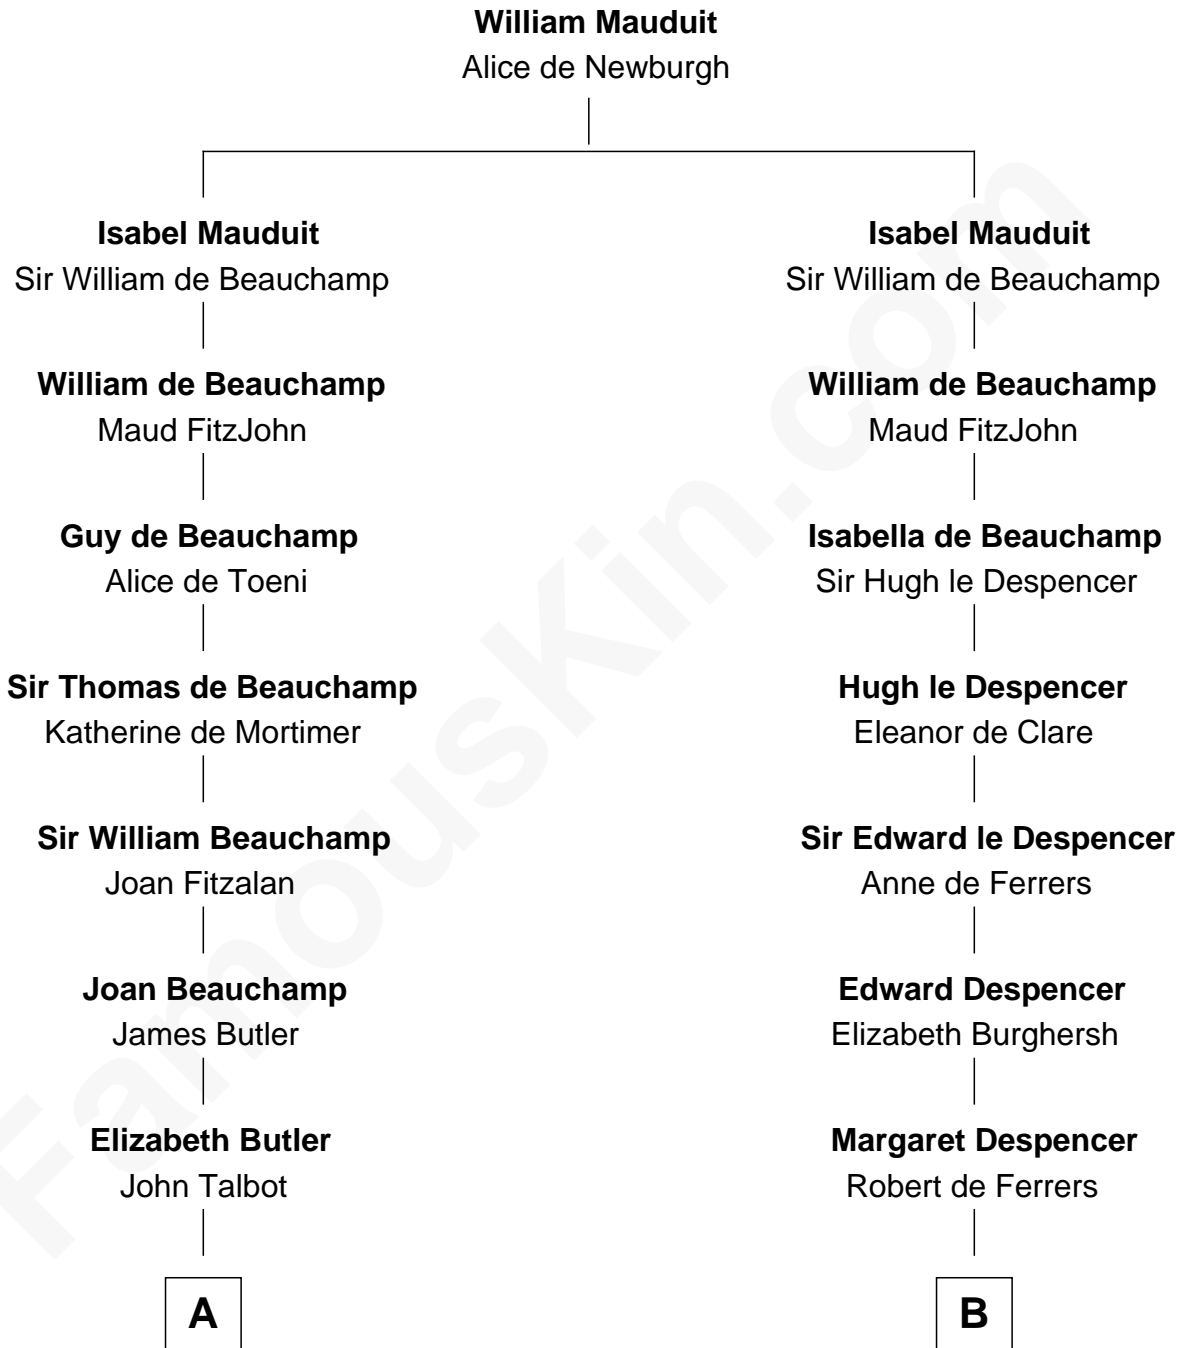 William Mauduit
Alice de Newburgh
Isabel Mauduit
Sir William de Beauchamp
Isabel Mauduit
Sir William de Beauchamp
William de Beauchamp
Maud FitzJohn
William de Beauchamp
Maud FitzJohn
Guy de Beauchamp
Alice de Toeni
Isabella de Beauchamp
Sir Hugh le Despencer
Sir Thomas de Beauchamp
Katherine de Mortimer
Hugh le Despencer
Eleanor de Clare
Sir William Beauchamp
Joan Fitzalan
Sir Edward le Despencer
Anne de Ferrers
Joan Beauchamp
James Butler
Edward Despencer
Elizabeth Burghersh
Elizabeth Butler
John Talbot
Margaret Despencer
Robert de Ferrers
A
B
FamousKin.com